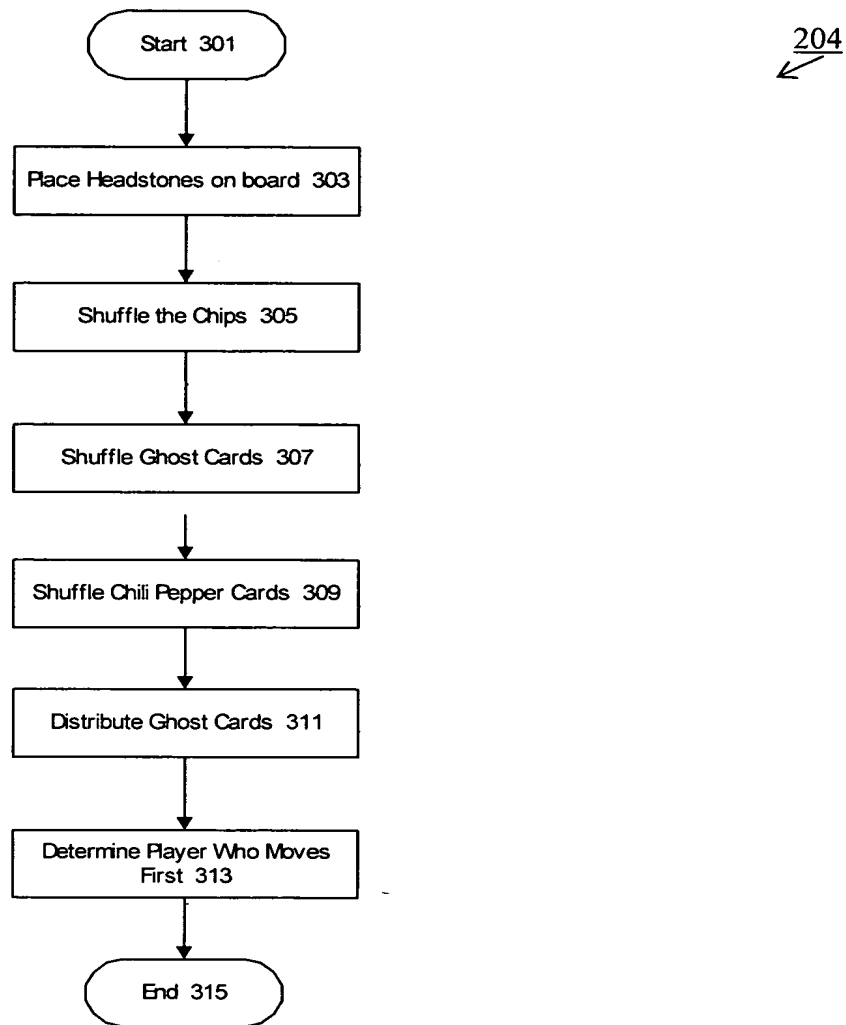 Start 301
204
Place Headstones on board 303
Shuffle the Chips 305
Shuffle Ghost Cards 307
Shuffle Chili Pepper Cards 309
Distribute Ghost Cards 311
Determine Player Who Moves
First 313
End 315